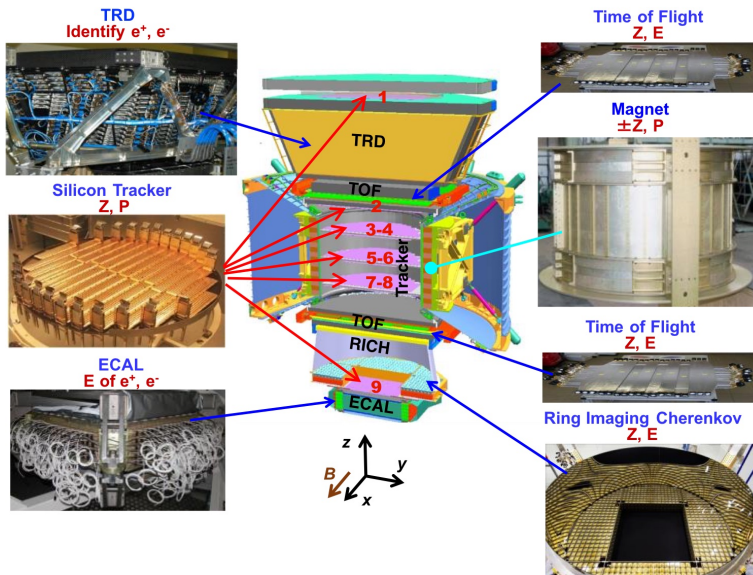 TRD
Identify e⁺, e⁻
Silicon Tracker
Z, P
ECAL
E of e⁺, e⁻
1
TRD
TOF
2
3-4
5-6
7-8
Tracker
TOF
RICH
9
ECAL
z
y
x
B
Time of Flight
Z, E
Magnet
±Z, P
Time of Flight
Z, E
Ring Imaging Cherenkov
Z, E